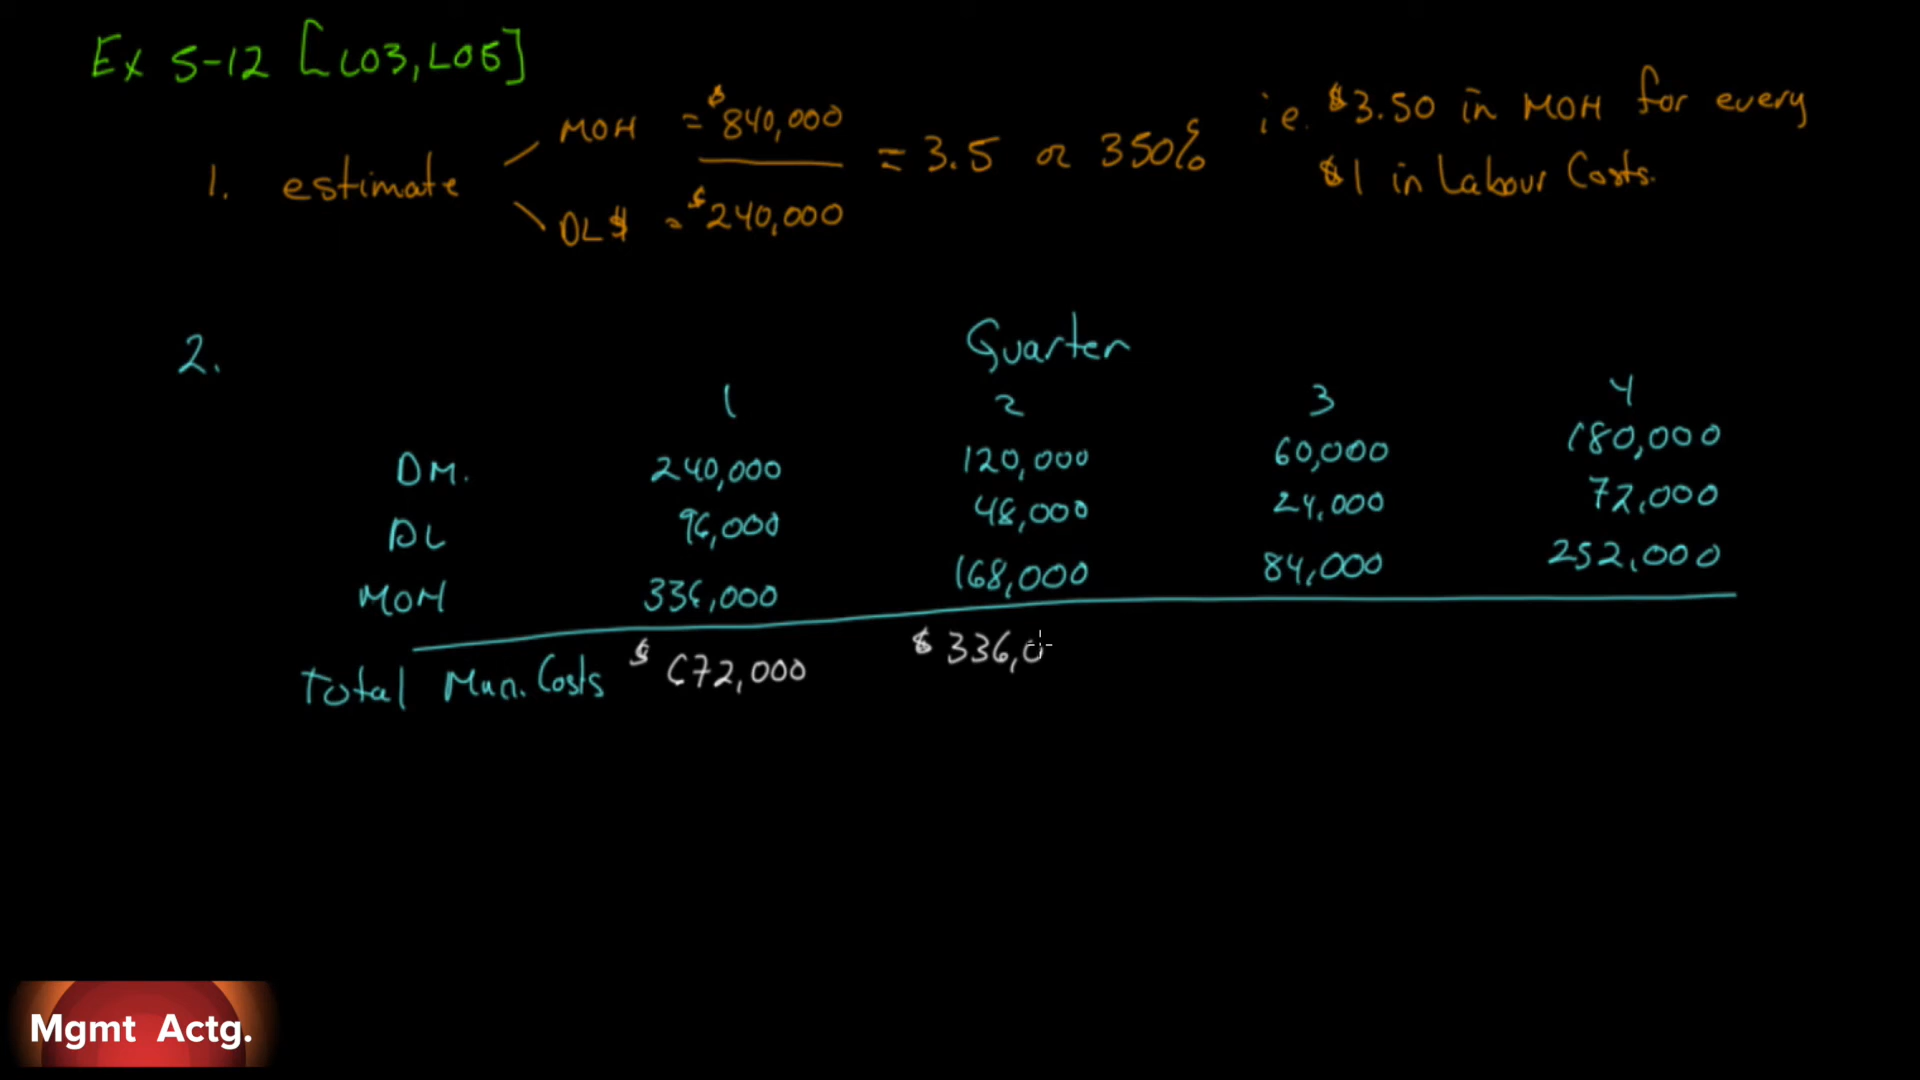 Ex 5-12 [LO3, LO5]
1. estimate
MOH = $840,000
DL$ = $240,000
= 3.5 or 350%
i.e. $3.50 in MOH for every
$1 in Labour Costs.
2.
Quarter
1 2 3 4
DM. 240,000 120,000 60,000 180,000
DL 96,000 48,000 24,000 72,000
MOH 336,000 168,000 84,000 252,000
Total Man. Costs $ 672,000 $ 336,0
Mgmt Actg.